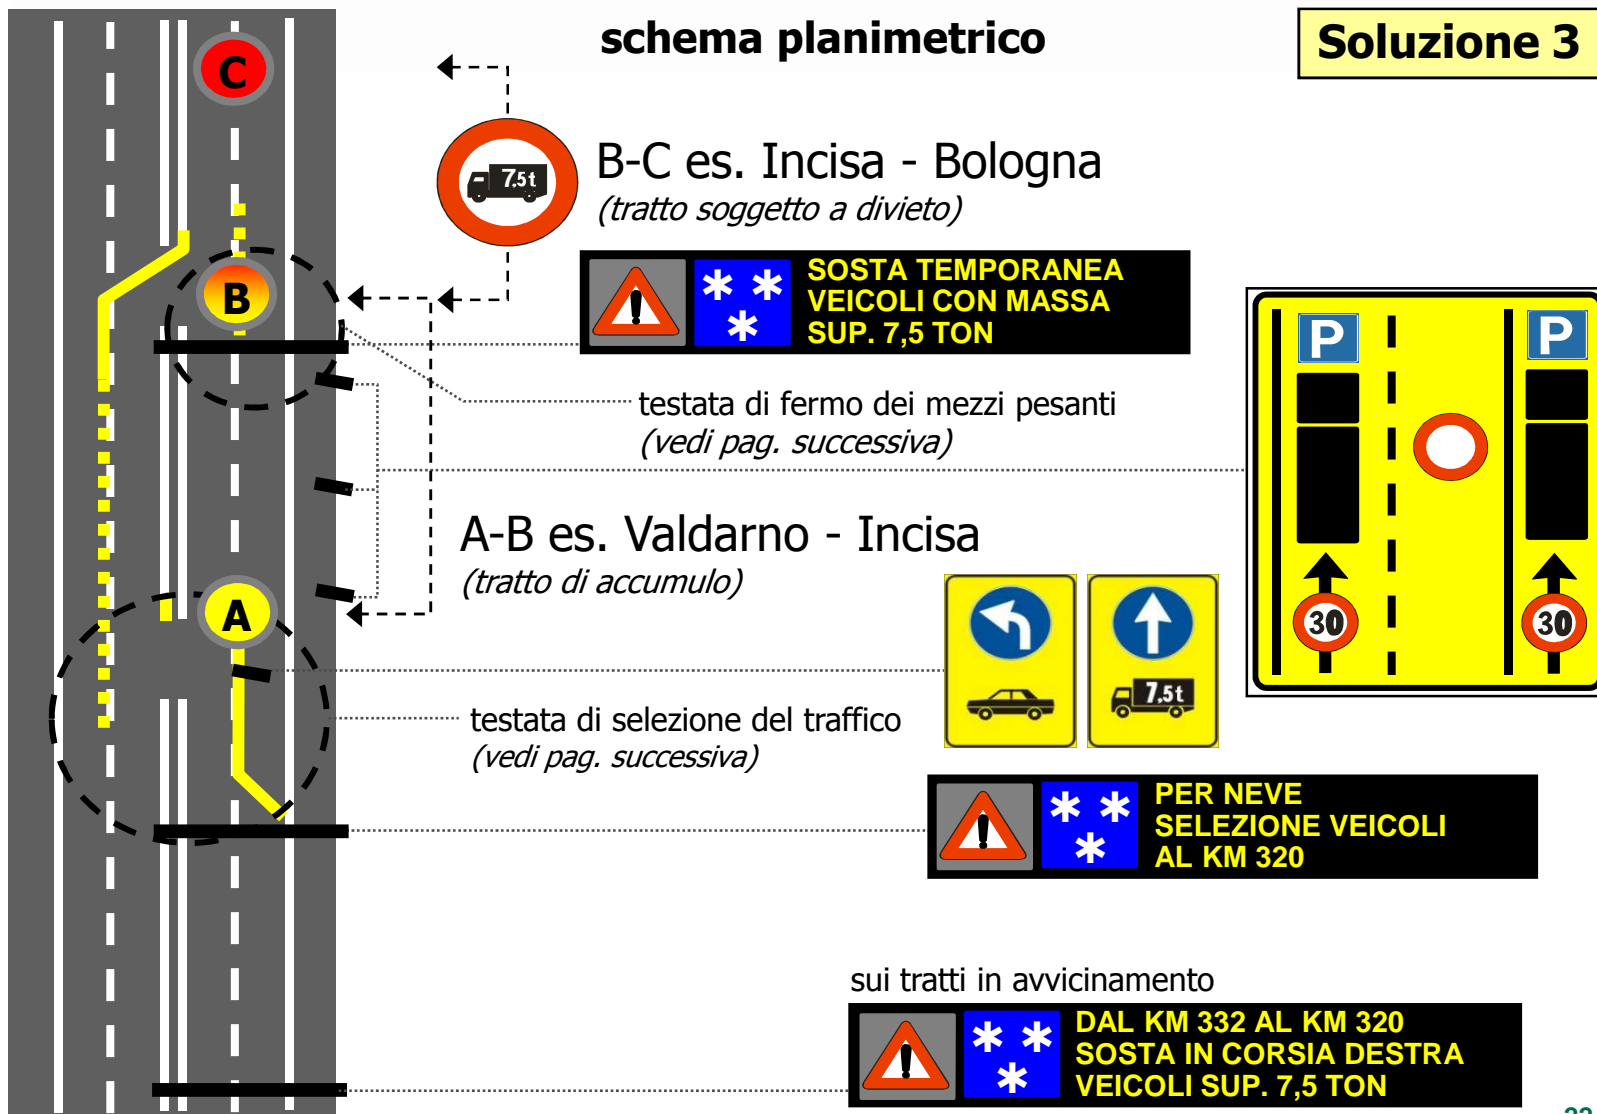 schema planimetrico
Soluzione 3
C
7,5t
B-C es. Incisa - Bologna
(tratto soggetto a divieto)
B
SOSTA TEMPORANEA
VEICOLI CON MASSA
SUP. 7,5 TON
P
P
testata di fermo dei mezzi pesanti
(vedi pag. successiva)
A-B es. Valdarno - Incisa
(tratto di accumulo)
A
30
30
7,5t
testata di selezione del traffico
(vedi pag. successiva)
PER NEVE
SELEZIONE VEICOLI
AL KM 320
sui tratti in avvicinamento
DAL KM 332 AL KM 320
SOSTA IN CORSIA DESTRA
VEICOLI SUP. 7,5 TON